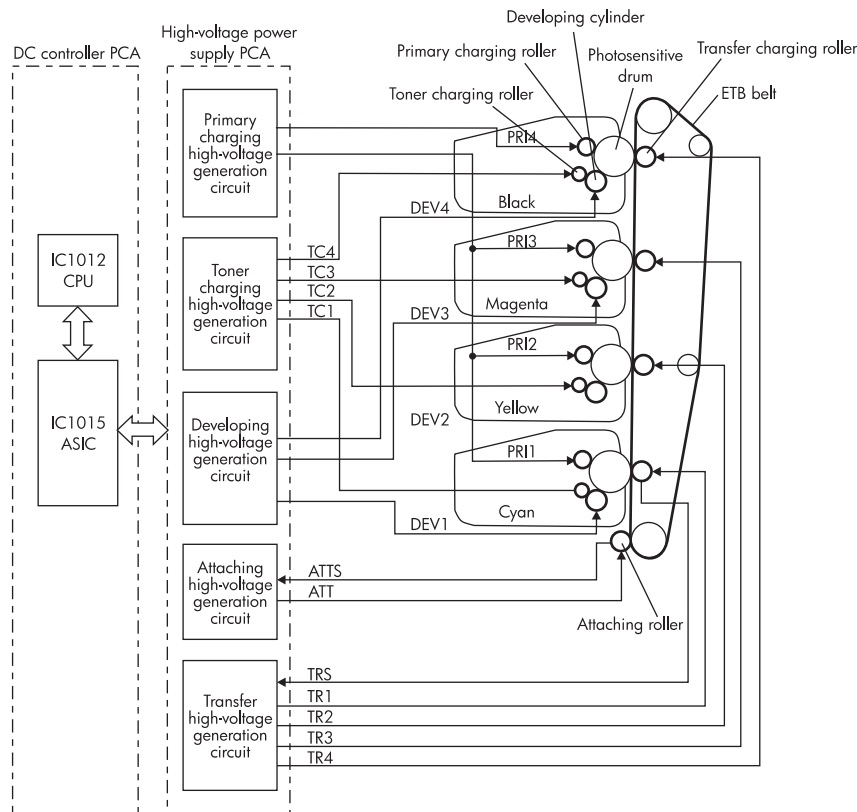 Developing cylinder
High-voltage power
supply PCA
DC controller PCA
Primary charging roller
Photosensitive
drum
Transfer charging roller
Toner charging roller
ETB belt
Primary
charging
high-voltage
generation
circuit
PRI4
Black
DEV4
IC1012
CPU
Toner
charging
high-voltage
generation
circuit
TC4
TC3
TC2
TC1
PRI3
Magenta
DEV3
PRI2
Yellow
DEV2
IC1015
ASIC
Developing
high-voltage
generation
circuit
PRI1
Cyan
DEV1
Attaching
high-voltage
generation
circuit
ATTS
ATT
Attaching roller
Transfer
high-voltage
generation
circuit
TRS
TR1
TR2
TR3
TR4